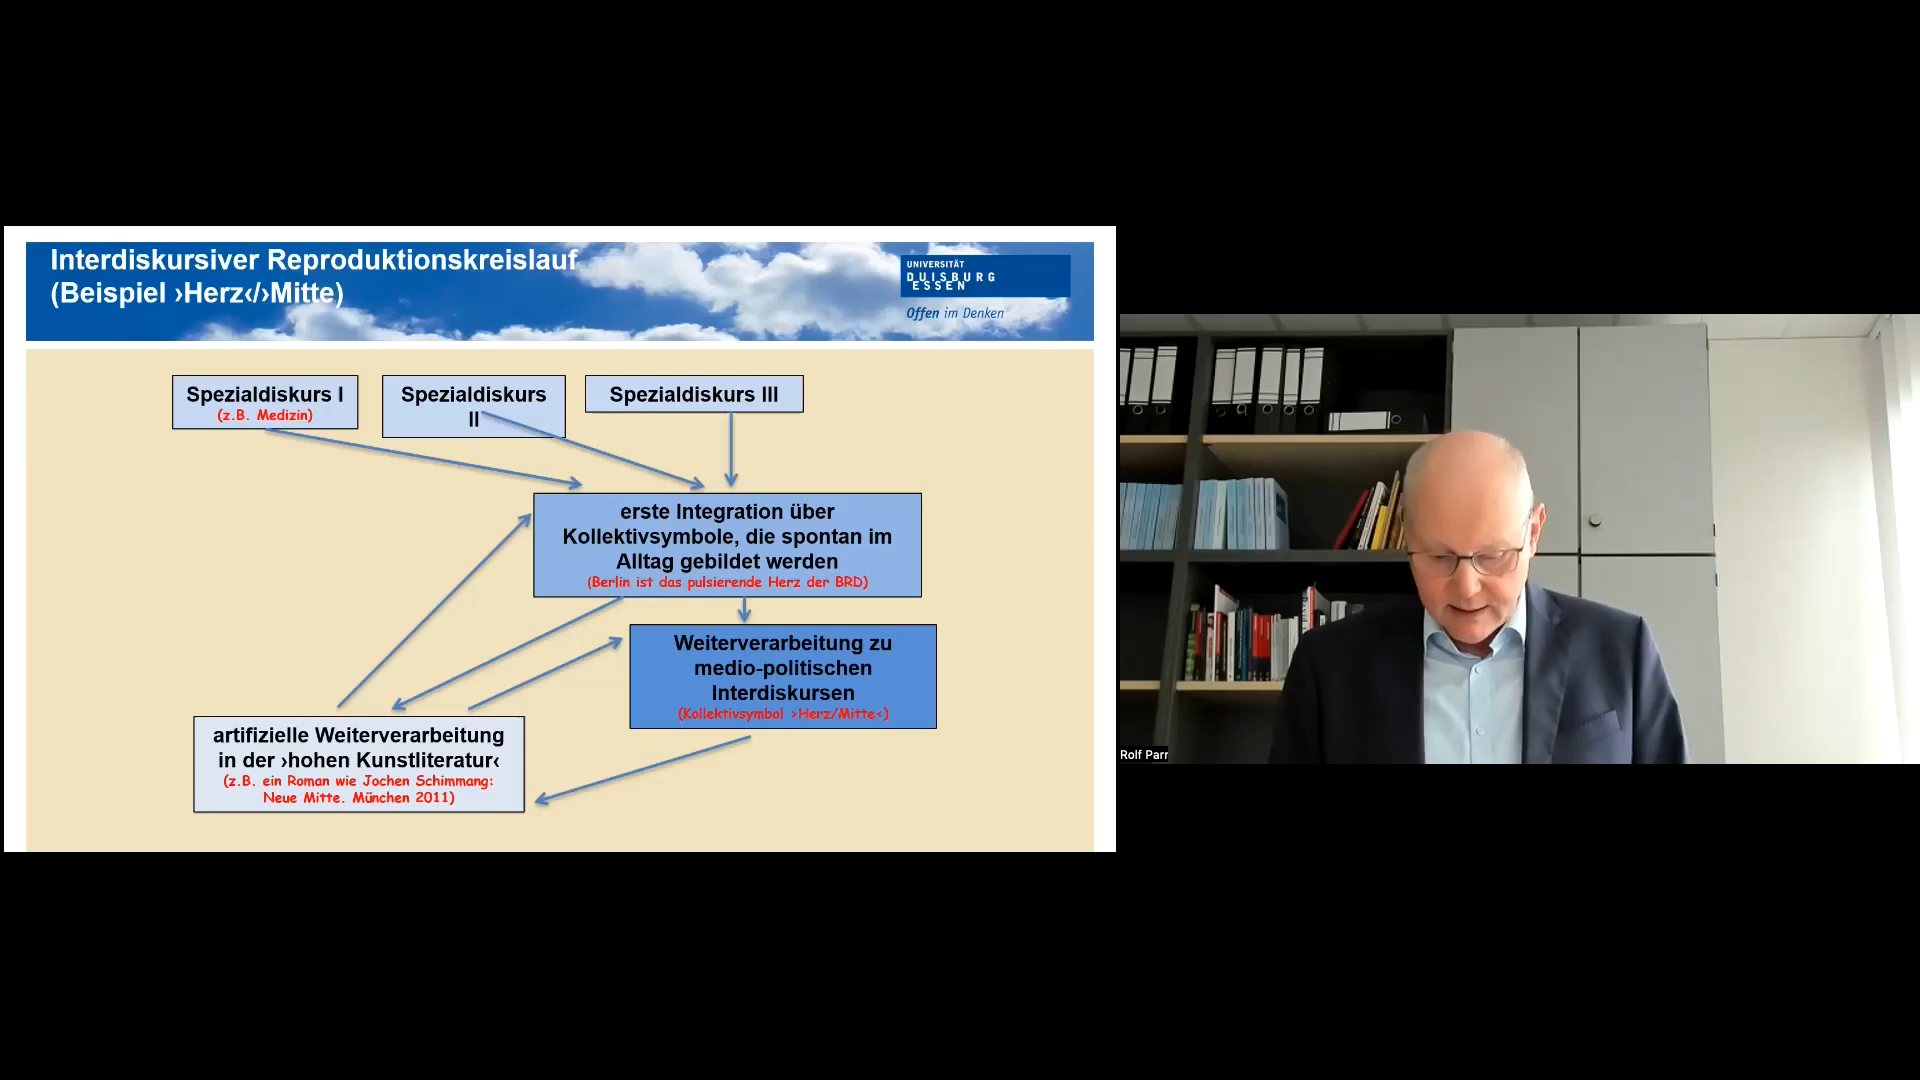 Interdiskursiver Reproduktionskreislauf
(Beispiel ›Herz‹/›Mitte)
UNIVERSITÄT
DUISBURG
ESSEN
Offen im Denken
Spezialdiskurs I
(z.B. Medizin)
Spezialdiskurs
II
Spezialdiskurs III
erste Integration über
Kollektivsymbole, die spontan im
Alltag gebildet werden
(Berlin ist das pulsierende Herz der BRD)
Weiterverarbeitung zu
medio-politischen
Interdiskursen
(Kollektivsymbol ›Herz/Mitte‹)
artifizielle Weiterverarbeitung
in der ›hohen Kunstliteratur‹
(z.B. ein Roman wie Jochen Schimmang:
Neue Mitte. München 2011)
Rolf Parr